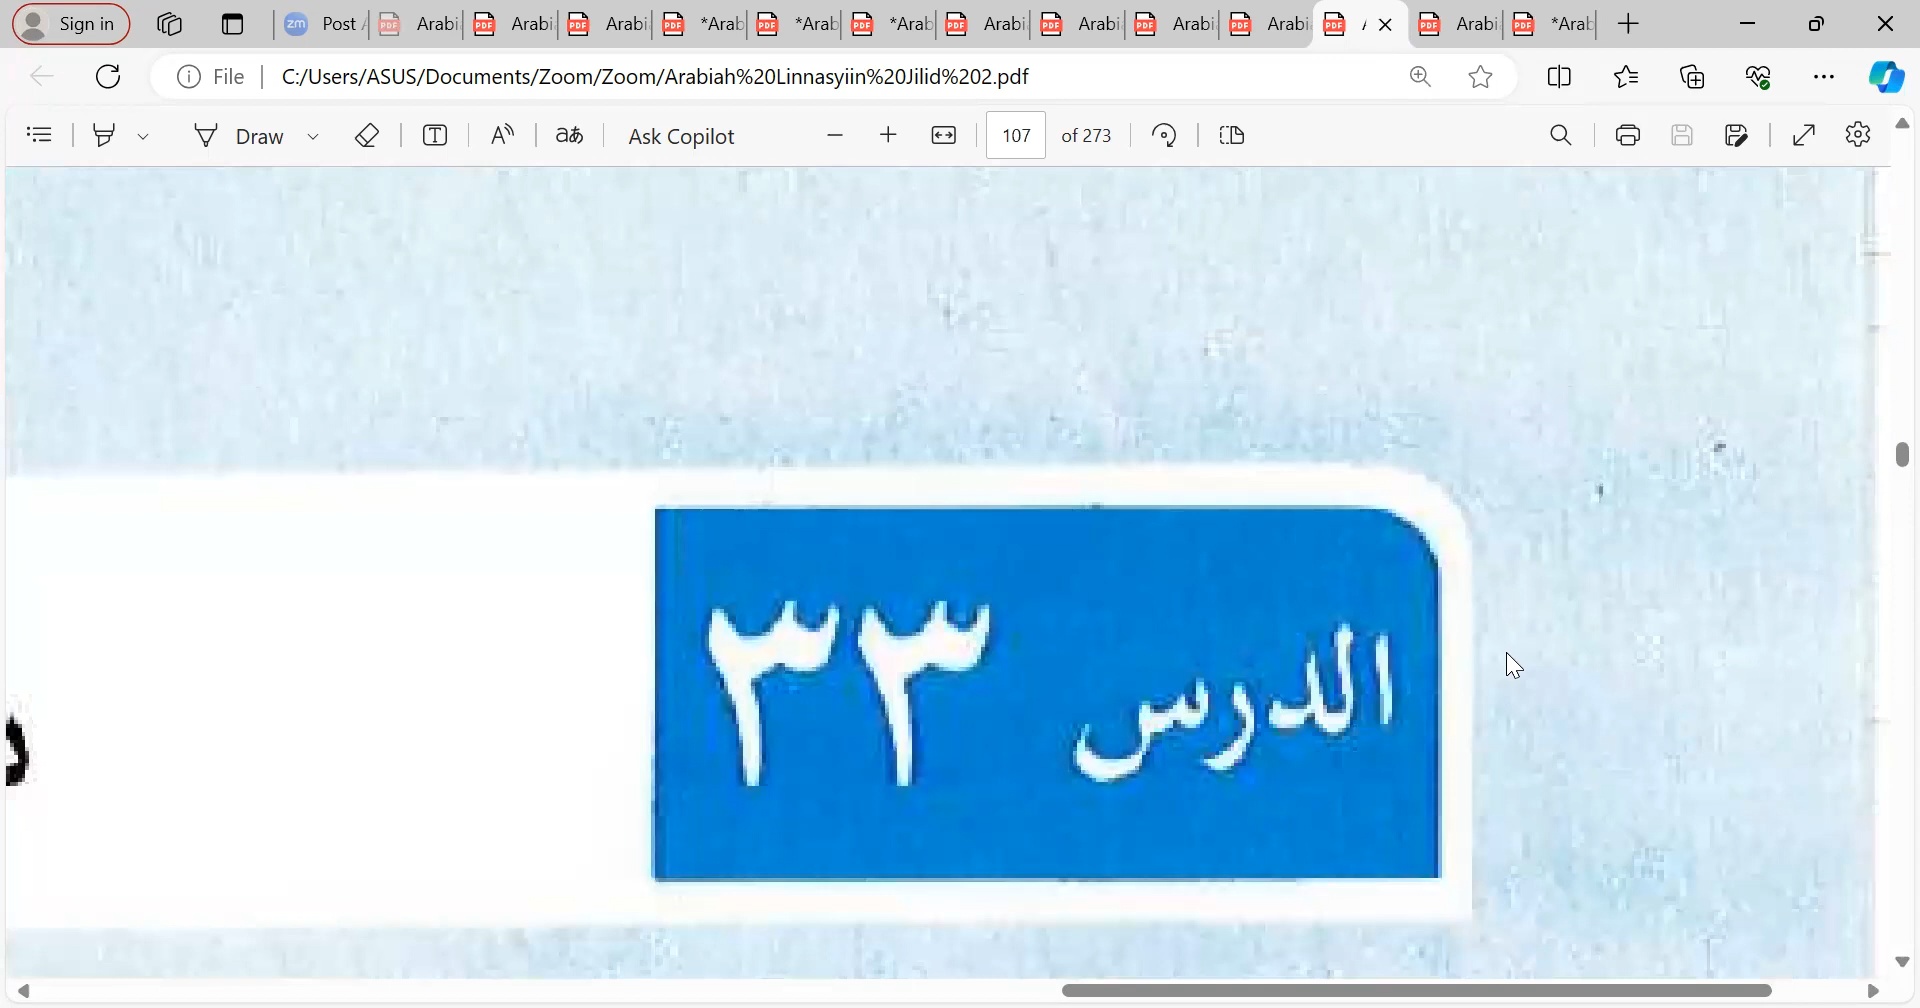 Sign in
zm Post
Arabi
Arabi
Arabi
*Arab
*Arab
*Arab
Arabi
Arabi
Arabi
Arabi
Arabi
*Arab
File C:/Users/ASUS/Documents/Zoom/Zoom/Arabiah%20Linnasyiin%20Jilid%202.pdf
Draw
Ask Copilot
107 of 273
الدرس ٣٣